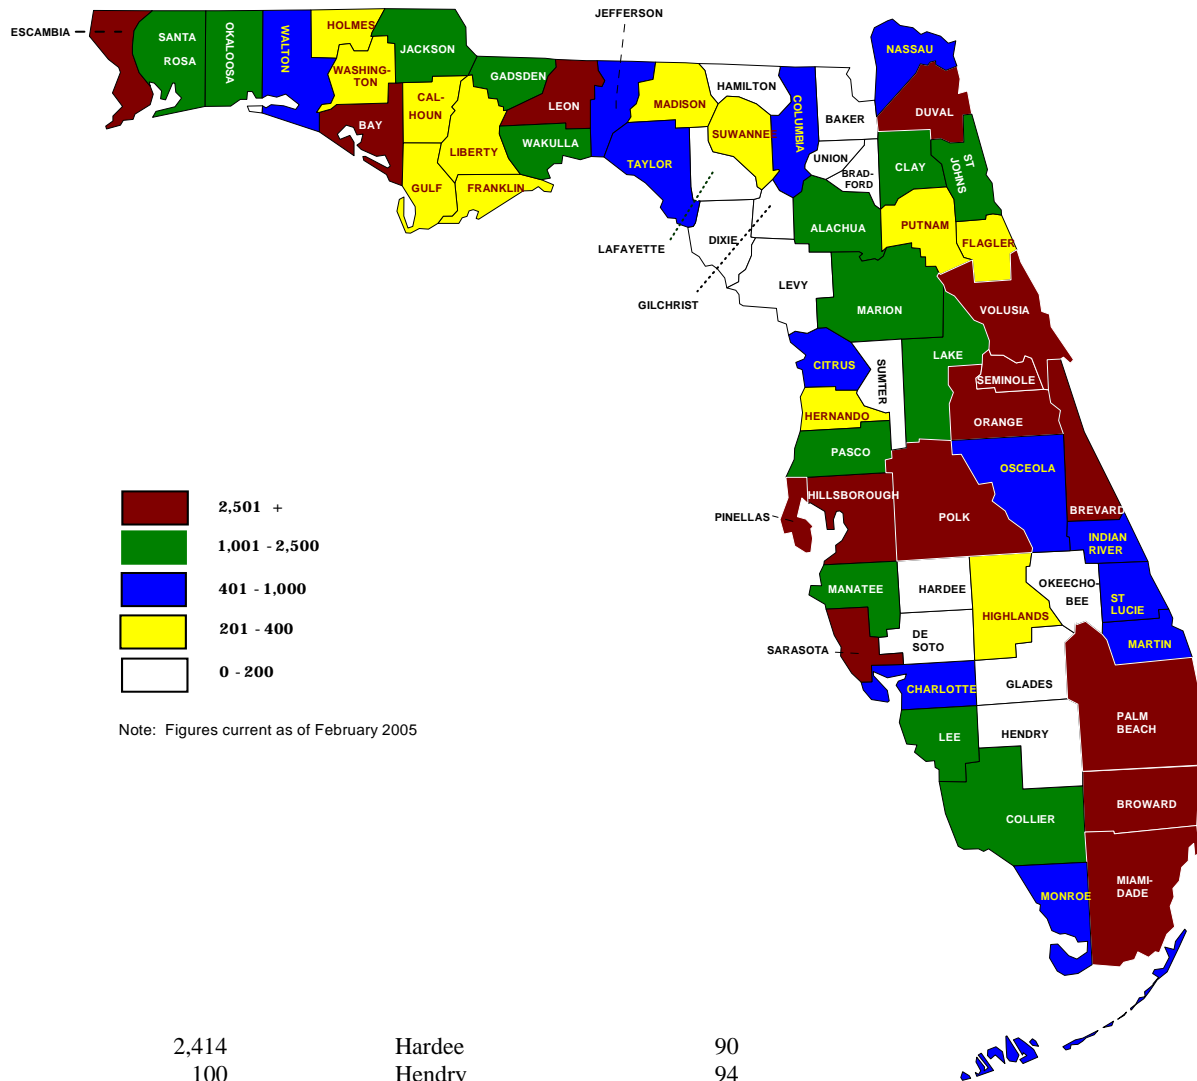 JEFFERSON
ESCAMBIA
SANTA
ROSA
OKALOOSA
WALTON
HOLMES
WASHING-
TON
JACKSON
BAY
CAL-
HOUN
GULF
LIBERTY
FRANKLIN
GADSDEN
LEON
WAKULLA
MADISON
TAYLOR
HAMILTON
SUWANNEE
COLUMBIA
BAKER
NASSAU
DUVAL
UNION
BRAD-
FORD
CLAY
ST
JOHNS
LAFAYETTE
DIXIE
GILCHRIST
ALACHUA
PUTNAM
FLAGLER
LEVY
MARION
VOLUSIA
CITRUS
SUMTER
LAKE
SEMINOLE
HERNANDO
ORANGE
PASCO
OSCEOLA
HILLSBOROUGH
PINELLAS
POLK
BREVARD
INDIAN
RIVER
MANATEE
HARDEE
HIGHLANDS
OKEECHO-
BEE
ST
LUCIE
SARASOTA
DE
SOTO
MARTIN
CHARLOTTE
GLADES
LEE
HENDRY
PALM
BEACH
COLLIER
BROWARD
MONROE
MIAMI-
DADE
2,501 +
1,001 - 2,500
401 - 1,000
201 - 400
0 - 200
Note: Figures current as of February 2005
2,414 Hardee 90
100 Hendry 94